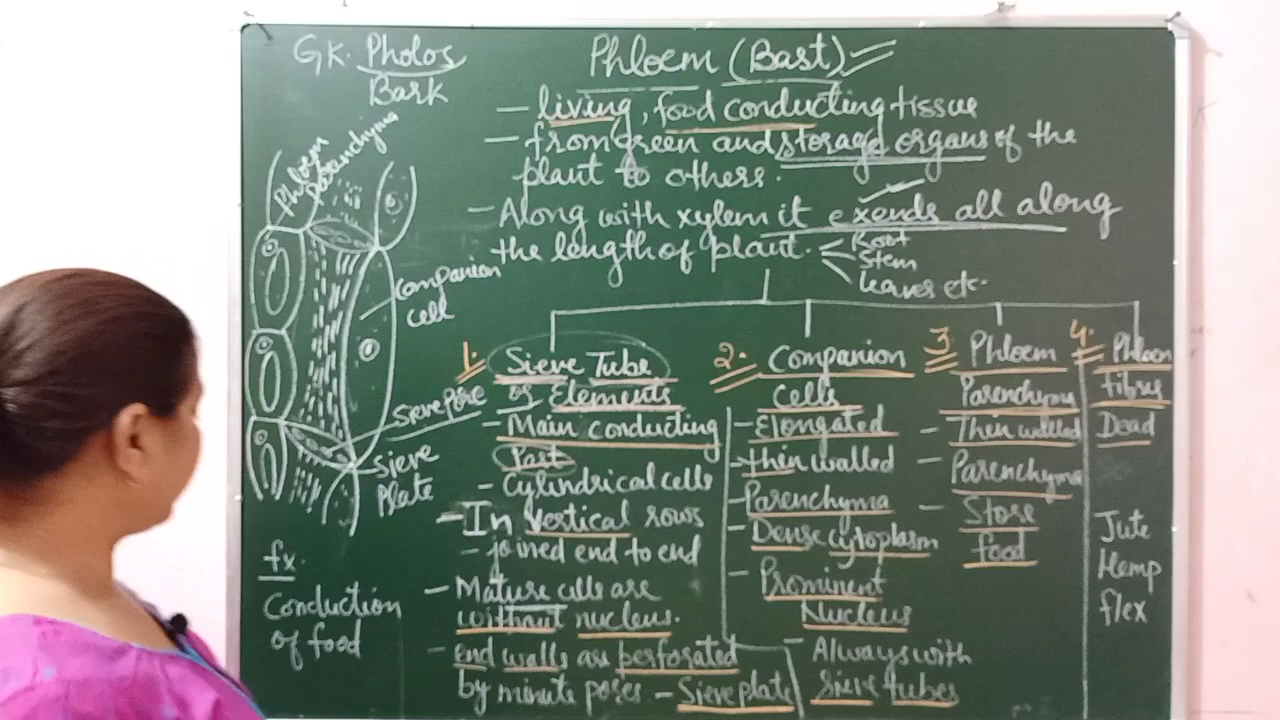 GK. Pholos
Bark
Phloem (Bast)
– living, food conducting tissue
– from green and storage organs of the
plant to others.
– Along with xylem it exends all along
the length of plant.
Root
Stem
leaves etc.
Phloem
parenchyma
Companion
cell
Sieve pore
Sieve
Plate
fx.
Conduction
of food
1. Sieve Tube
or Elements
– Main conducting
Part
– Cylindrical cells
– In vertical rows
– joined end to end
– Mature cells are
without nucleus.
– end walls are perforated
by minute pores – Sieve plate
2. Companion
Cells
– Elongated
– thin walled
– Parenchyma
– Dense cytoplasm
– Prominent
Nucleus
– Always with
sieve tubes
3. Phloem
Parenchyma
– Thin walled
– Parenchyma
– Store
food
4. Phloem
fibres
Dead
Jute
Hemp
flex